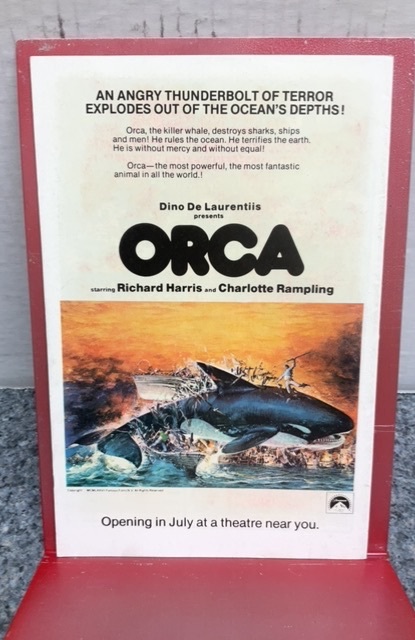 AN ANGRY THUNDERBOLT OF TERROR
EXPLODES OUT OF THE OCEAN'S DEPTHS!
Orca, the killer whale, destroys sharks, ships
and men! He rules the ocean. He terrifies the earth.
He is without mercy and without equal!
Orca—the most powerful, the most fantastic
animal in all the world.!
Dino De Laurentiis
presents
ORCA
starring Richard Harris and Charlotte Rampling
Opening in July at a theatre near you.